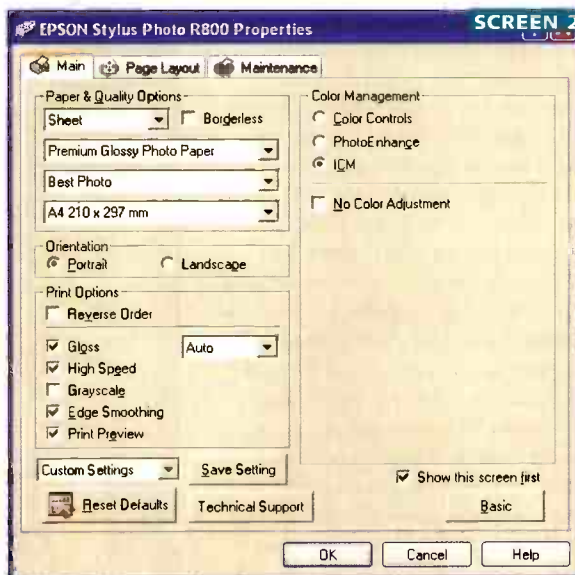 SCREEN 2
EPSON Stylus Photo R800 Properties
Main
Page Layout
Maintenance
Paper & Quality Options
Sheet
Borderless
Premium Glossy Photo Paper
Best Photo
A4 210 x 297 mm
Orientation
Portrait
Landscape
Print Options
Reverse Order
Gloss
Auto
High Speed
Grayscale
Edge Smoothing
Print Preview
Custom Settings
Save Setting
Reset Defaults
Technical Support
Color Management
Color Controls
PhotoEnhance
ICM
No Color Adjustment
Show this screen first
Basic
OK
Cancel
Help